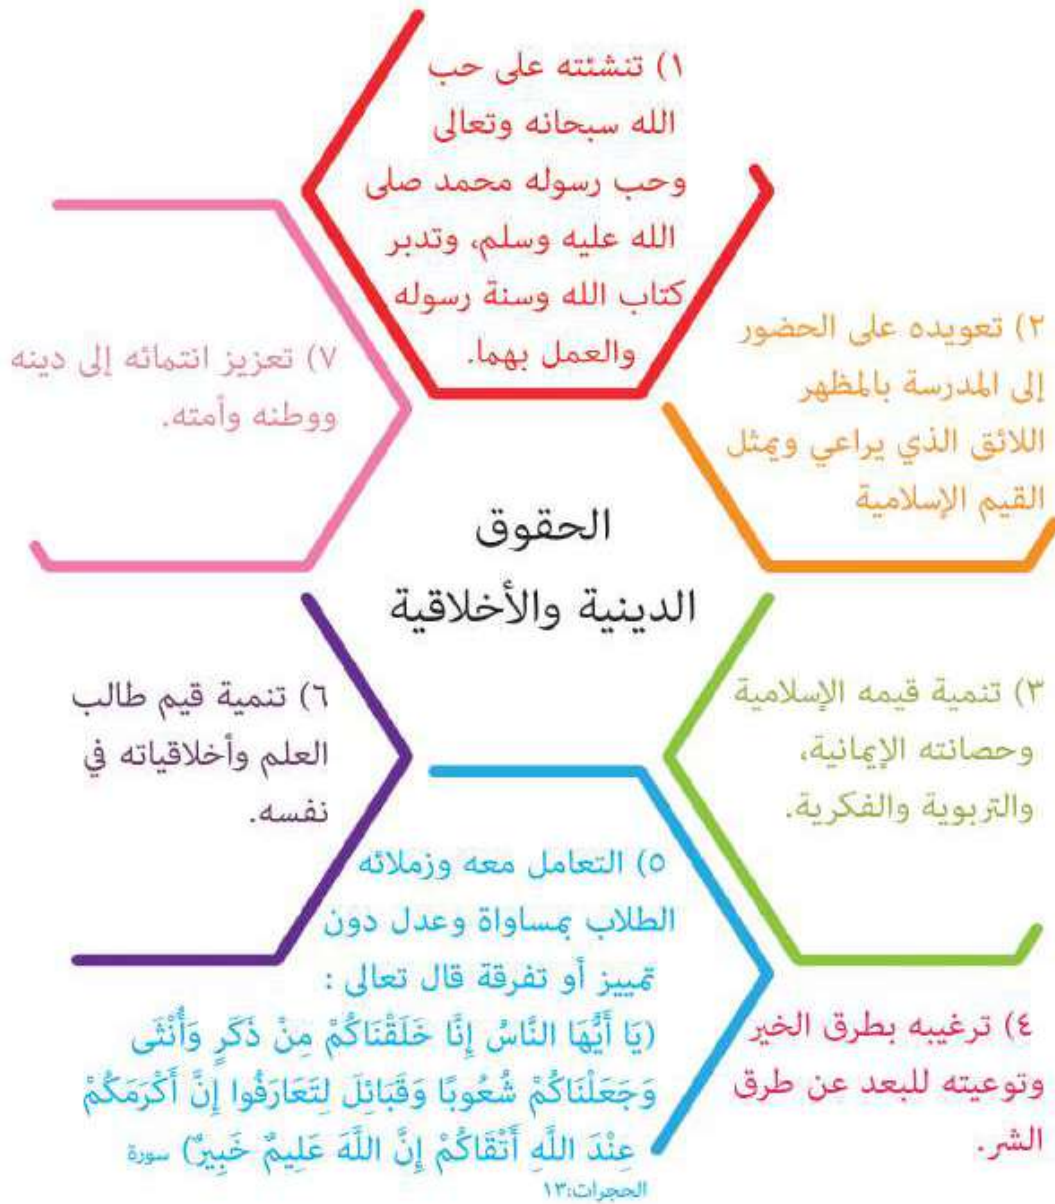 الحقوق
الدينية والأخلاقية
١) تنشئته على حب
الله سبحانه وتعالى
وحب رسوله محمد صلى
الله عليه وسلم، وتدبر
كتاب الله وسنة رسوله
والعمل بهما.
٢) تعويده على الحضور
إلى المدرسة بالمظهر
اللائق الذي يراعي ويمثل
القيم الإسلامية
٣) تنمية قيمه الإسلامية
وحصانته الإيمانية،
والتربوية والفكرية.
٤) ترغيبه بطرق الخير
وتوعيته للبعد عن طرق
الشر.
٥) التعامل معه وزملائه
الطلاب بمساواة وعدل دون
تمييز أو تفرقة قال تعالى :
(يَا أَيُّهَا النَّاسُ إِنَّا خَلَقْنَاكُمْ مِنْ ذَكَرٍ وَأُنْثَى
وَجَعَلْنَاكُمْ شُعُوبًا وَقَبَائِلَ لِتَعَارَفُوا إِنَّ أَكْرَمَكُمْ
عِنْدَ اللَّهِ أَتْقَاكُمْ إِنَّ اللَّهَ عَلِيمٌ خَبِيرٌ) سورة
الحجرات:١٣
٦) تنمية قيم طالب
العلم وأخلاقياته في
نفسه.
٧) تعزيز انتمائه إلى دينه
ووطنه وأمته.